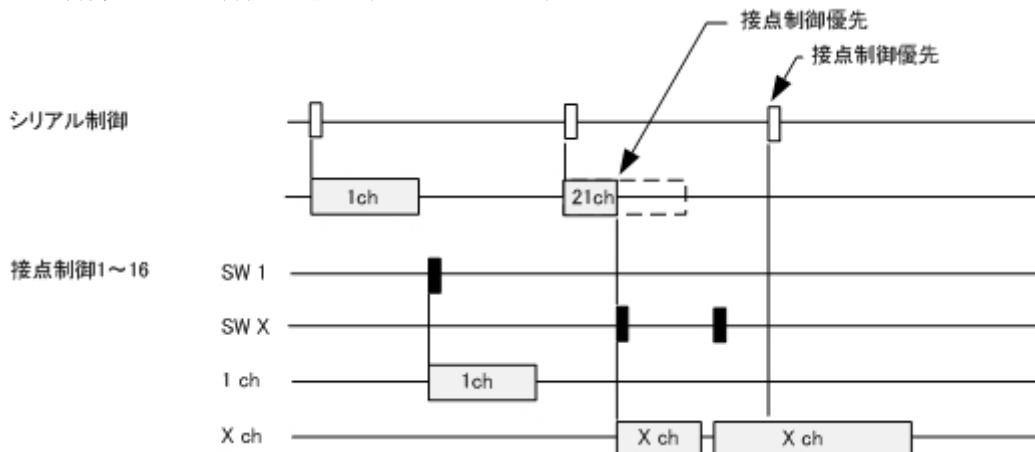 接点制御優先
接点制御優先
シリアル制御
1ch
21ch
接点制御1～16
SW 1
SW X
1 ch
1ch
X ch
X ch
X ch